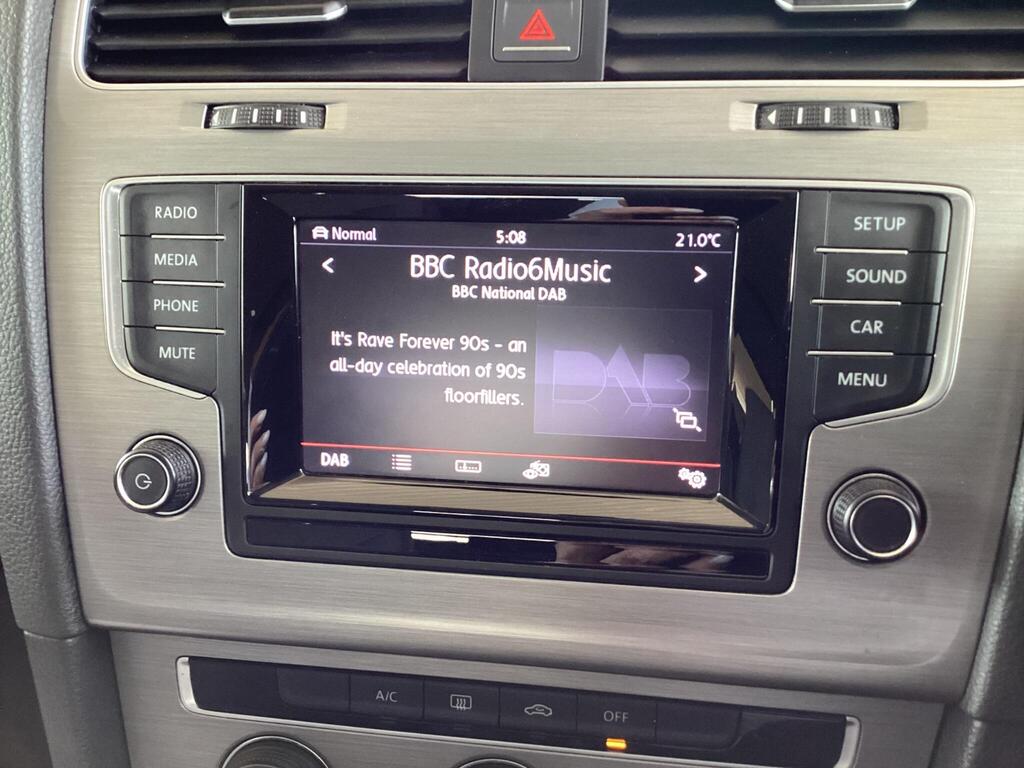 RADIO
MEDIA
PHONE
MUTE
Normal
5:08
21.0°C
BBC Radio6Music
BBC National DAB
It's Rave Forever 90s - an
all-day celebration of 90s
floorfillers.
DAB
DAB
SETUP
SOUND
CAR
MENU
A/C
OFF